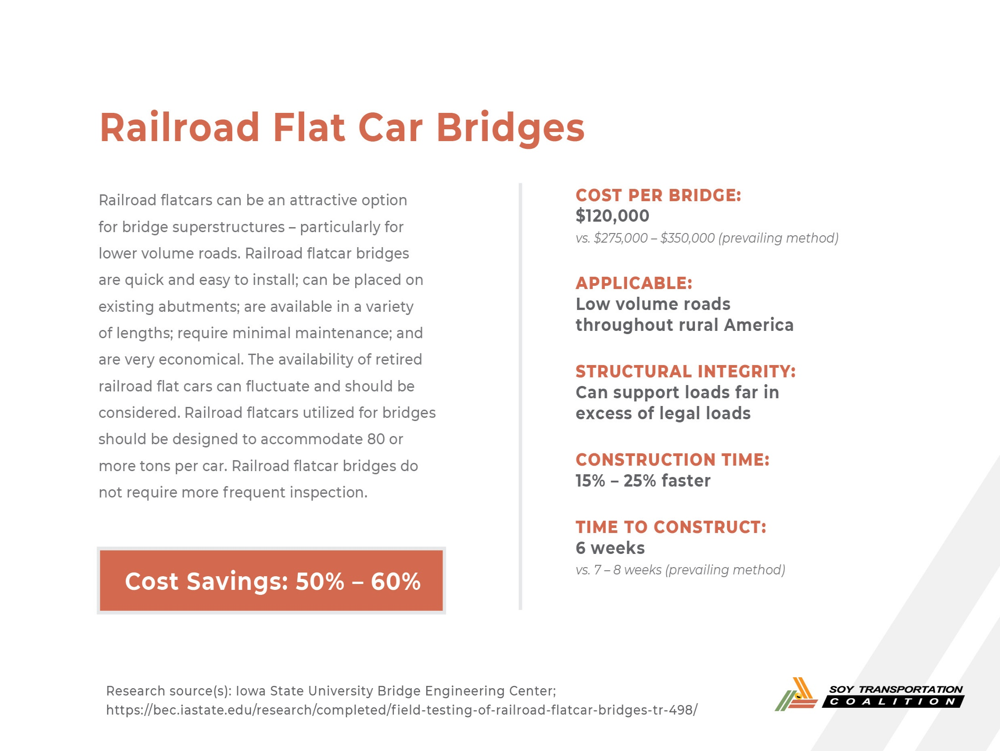 Railroad Flat Car Bridges
Railroad flatcars can be an attractive option
for bridge superstructures – particularly for
lower volume roads. Railroad flatcar bridges
are quick and easy to install; can be placed on
existing abutments; are available in a variety
of lengths; require minimal maintenance; and
are very economical. The availability of retired
railroad flat cars can fluctuate and should be
considered. Railroad flatcars utilized for bridges
should be designed to accommodate 80 or
more tons per car. Railroad flatcar bridges do
not require more frequent inspection.
Cost Savings: 50% – 60%
COST PER BRIDGE:
$120,000
vs. $275,000 – $350,000 (prevailing method)
APPLICABLE:
Low volume roads
throughout rural America
STRUCTURAL INTEGRITY:
Can support loads far in
excess of legal loads
CONSTRUCTION TIME:
15% – 25% faster
TIME TO CONSTRUCT:
6 weeks
vs. 7 – 8 weeks (prevailing method)
Research source(s): Iowa State University Bridge Engineering Center;
https://bec.iastate.edu/research/completed/field-testing-of-railroad-flatcar-bridges-tr-498/
SOY TRANSPORTATION
COALITION